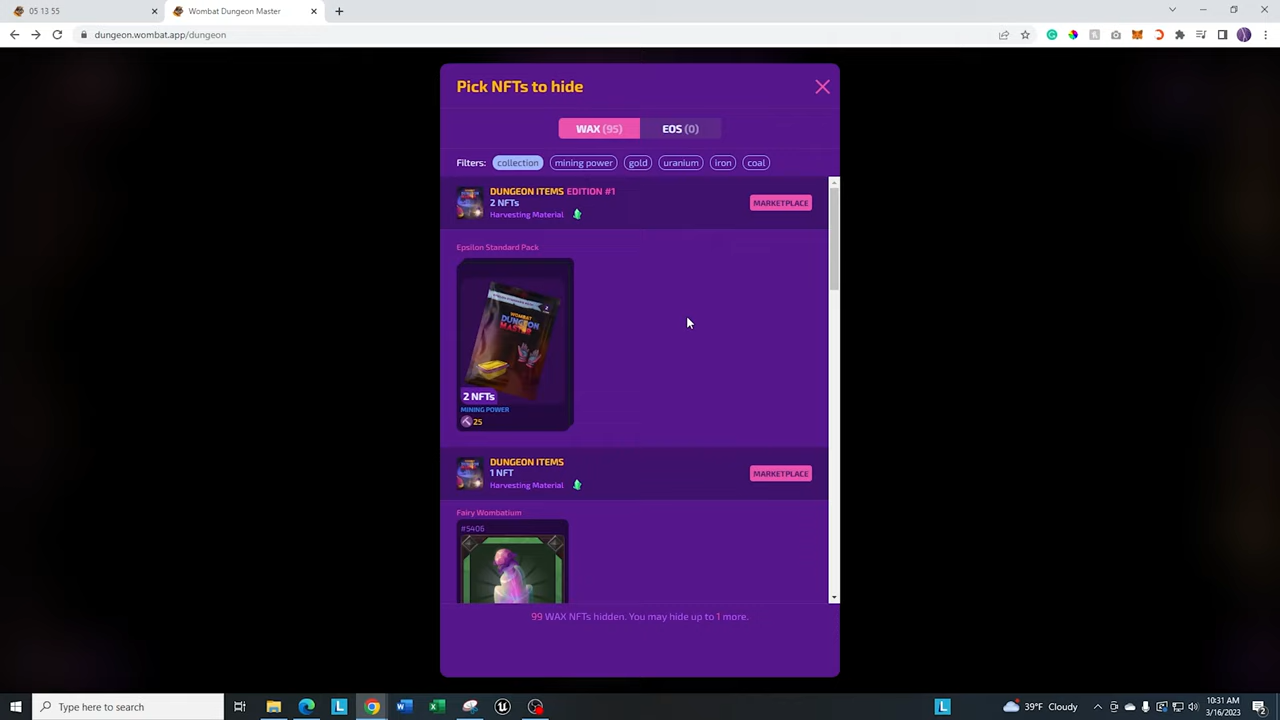 05 13 55
Wombat Dungeon Master
dungeon.wombat.app/dungeon
Pick NFTs to hide
WAX (95)
EOS (0)
Filters:
collection
mining power
gold
uranium
iron
coal
DUNGEON ITEMS EDITION #1
2 NFTs
Harvesting Material
MARKETPLACE
Epsilon Standard Pack
WOMBAT
DUNGEON
MASTER
2 NFTs
MINING POWER
25
DUNGEON ITEMS
1 NFT
Harvesting Material
MARKETPLACE
Fairy Wombatium
#5406
99 WAX NFTs hidden. You may hide up to 1 more.
Type here to search
39°F Cloudy
10:31 AM
3/16/2023